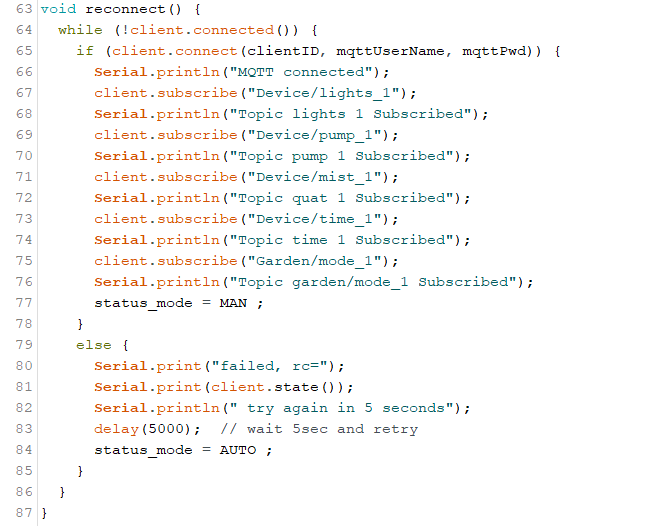 63 void reconnect() {
64   while (!client.connected()) {
65     if (client.connect(clientID, mqttUserName, mqttPwd)) {
66       Serial.println("MQTT connected");
67       client.subscribe("Device/lights_1");
68       Serial.println("Topic lights 1 Subscribed");
69       client.subscribe("Device/pump_1");
70       Serial.println("Topic pump 1 Subscribed");
71       client.subscribe("Device/mist_1");
72       Serial.println("Topic quat 1 Subscribed");
73       client.subscribe("Device/time_1");
74       Serial.println("Topic time 1 Subscribed");
75       client.subscribe("Garden/mode_1");
76       Serial.println("Topic garden/mode_1 Subscribed");
77       status_mode = MAN ;
78     }
79     else {
80       Serial.print("failed, rc=");
81       Serial.print(client.state());
82       Serial.println(" try again in 5 seconds");
83       delay(5000);  // wait 5sec and retry
84       status_mode = AUTO ;
85     }
86   }
87 }